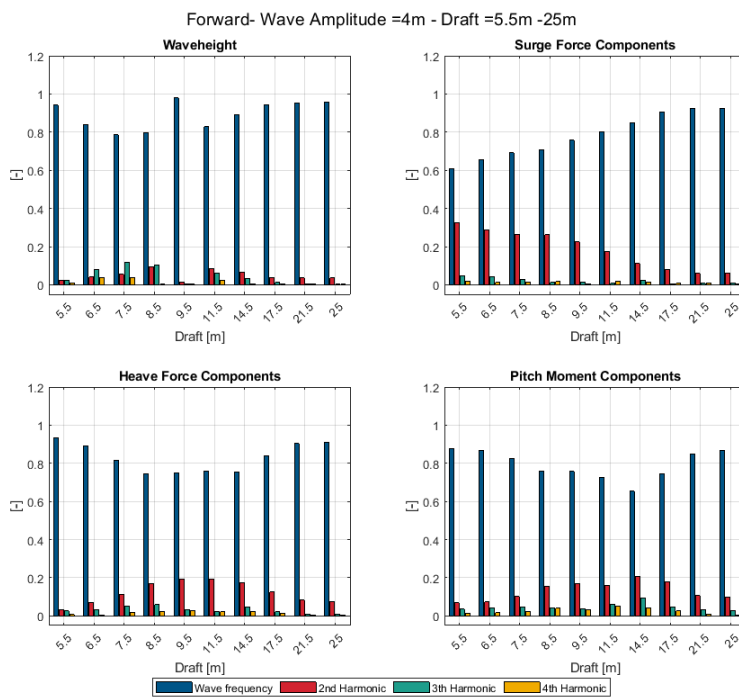 Forward- Wave Amplitude =4m - Draft =5.5m -25m
Waveheight
1.2
1
0.8
0.6
0.4
0.2
0
[-]
5.5 6.5 7.5 8.5 9.5 11.5 14.5 17.5 21.5 25
Draft [m]
Surge Force Components
1.2
1
0.8
0.6
0.4
0.2
0
[-]
5.5 6.5 7.5 8.5 9.5 11.5 14.5 17.5 21.5 25
Draft [m]
Heave Force Components
1.2
1
0.8
0.6
0.4
0.2
0
[-]
5.5 6.5 7.5 8.5 9.5 11.5 14.5 17.5 21.5 25
Draft [m]
Pitch Moment Components
1.2
1
0.8
0.6
0.4
0.2
0
[-]
5.5 6.5 7.5 8.5 9.5 11.5 14.5 17.5 21.5 25
Draft [m]
Wave frequency 2nd Harmonic 3th Harmonic 4th Harmonic